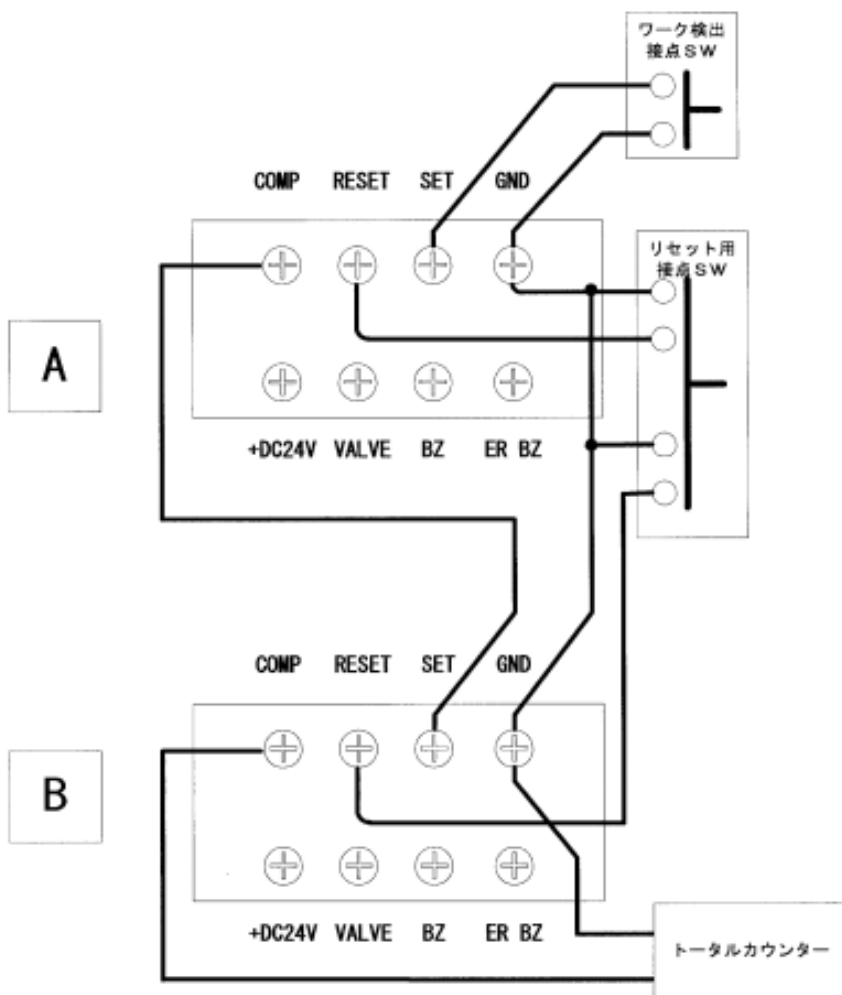 ワーク検出
接点SW
COMP RESET SET GND
リセット用
接点SW
A
+DC24V VALVE BZ ER BZ
COMP RESET SET GND
B
+DC24V VALVE BZ ER BZ
トータルカウンター